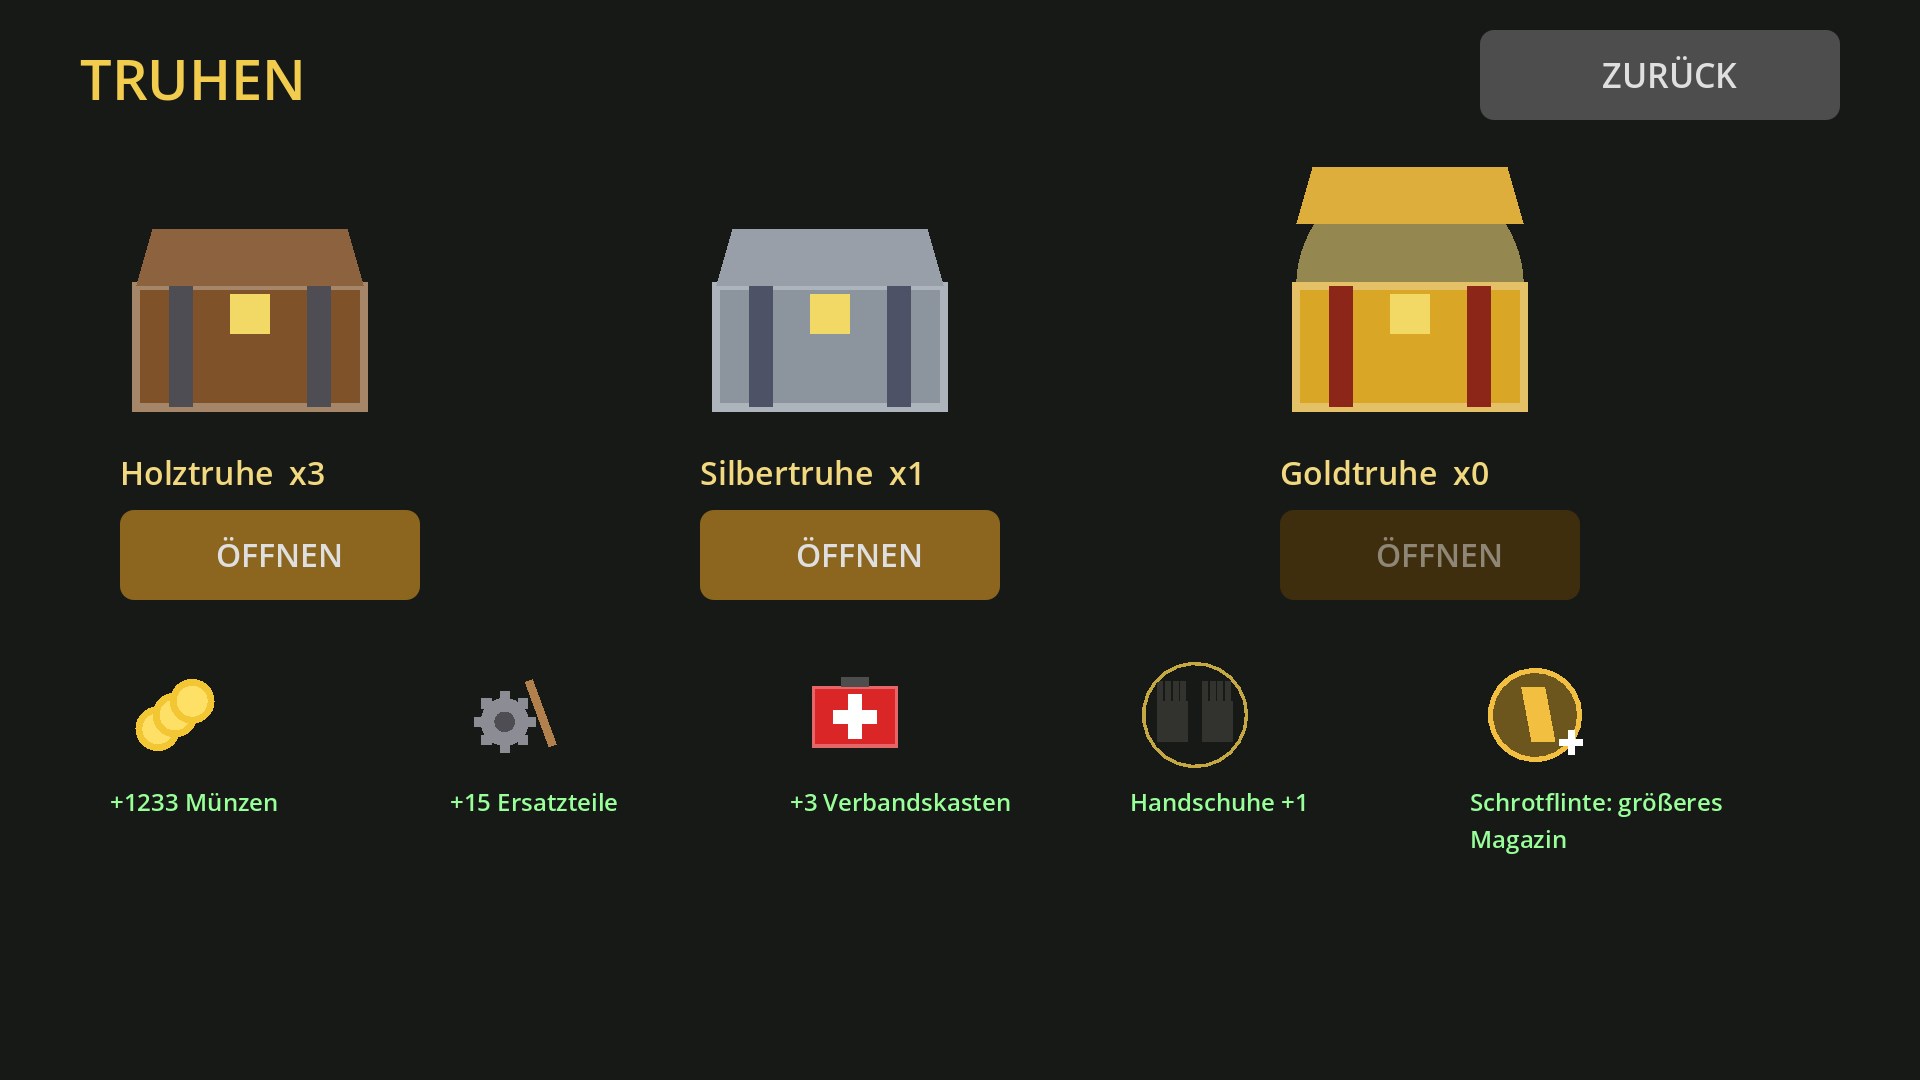 TRUHEN
ZURÜCK
Holztruhe x3
Silbertruhe x1
Goldtruhe x0
ÖFFNEN
ÖFFNEN
ÖFFNEN
+1233 Münzen
+15 Ersatzteile
+3 Verbandskasten
Handschuhe +1
Schrotflinte: größeres
Magazin